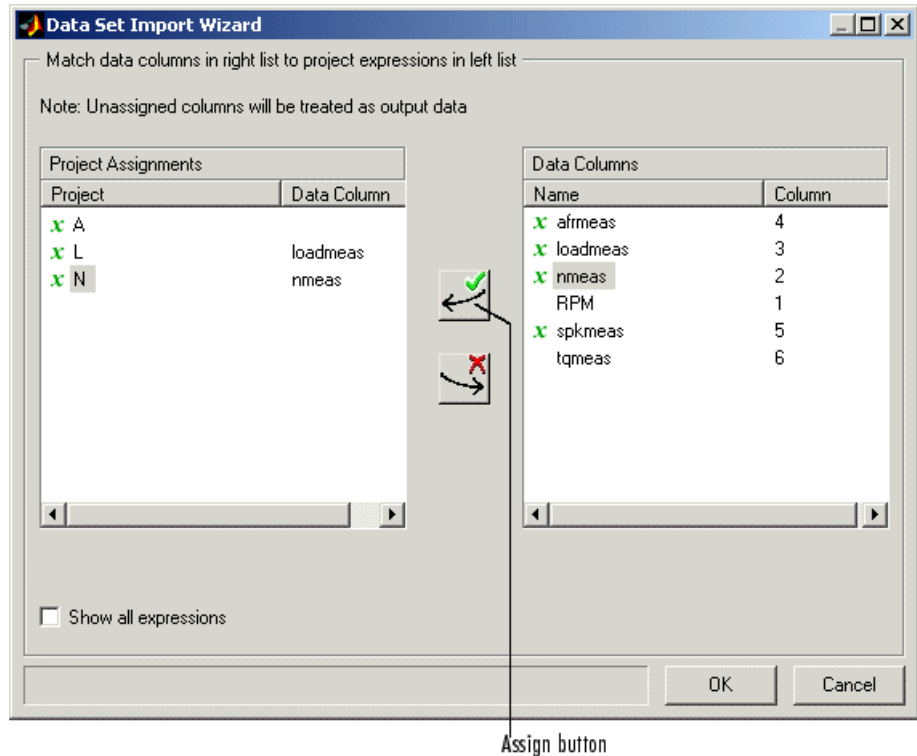 Data Set Import Wizard
Match data columns in right list to project expressions in left list
Note: Unassigned columns will be treated as output data
Project Assignments
Project Data Column
x A
x L loadmeas
x N nmeas
Data Columns
Name Column
x afrmeas 4
x loadmeas 3
x nmeas 2
RPM 1
x spkmeas 5
tqmeas 6
Show all expressions
OK Cancel
Assign button